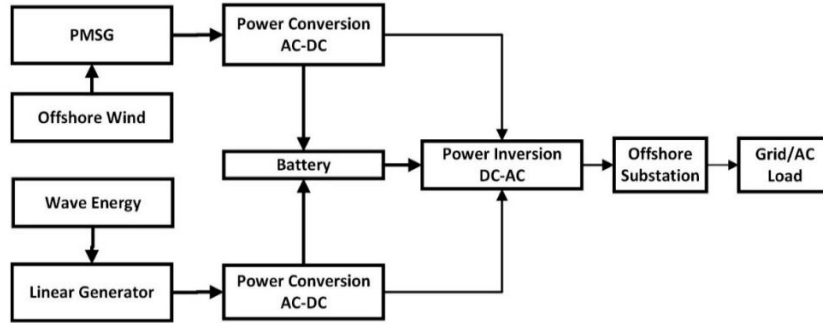 PMSG
Power Conversion
AC-DC
Offshore Wind
Battery
Power Inversion
DC-AC
Offshore
Substation
Grid/AC
Load
Wave Energy
Linear Generator
Power Conversion
AC-DC